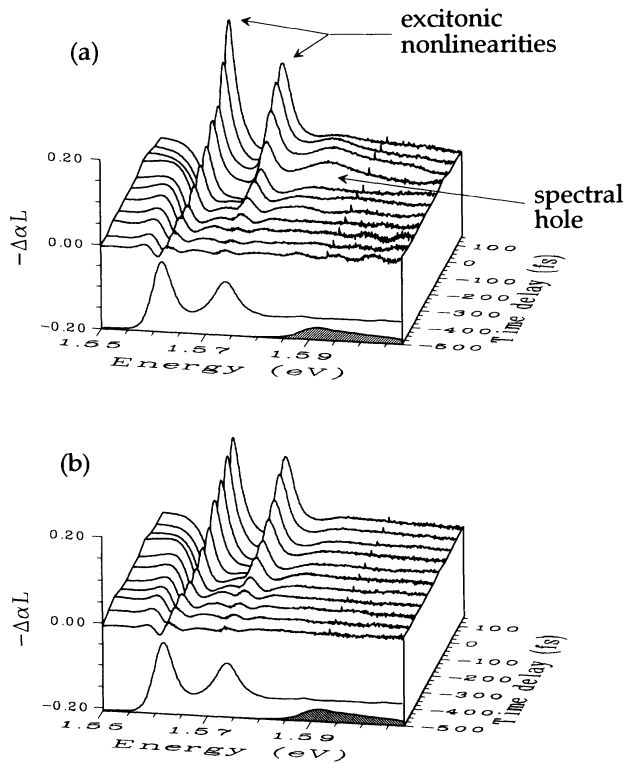 (a)
excitonic
nonlinearities
spectral
hole
0.20
0.00
-0.20
-ΔαL
1.55
1.57
1.59
Energy (eV)
100
0
-100
-200
-300
-400
-500
Time delay (fs)
(b)
0.20
0.00
-0.20
-ΔαL
1.55
1.57
1.59
Energy (eV)
100
0
-100
-200
-300
-400
-500
Time delay (fs)